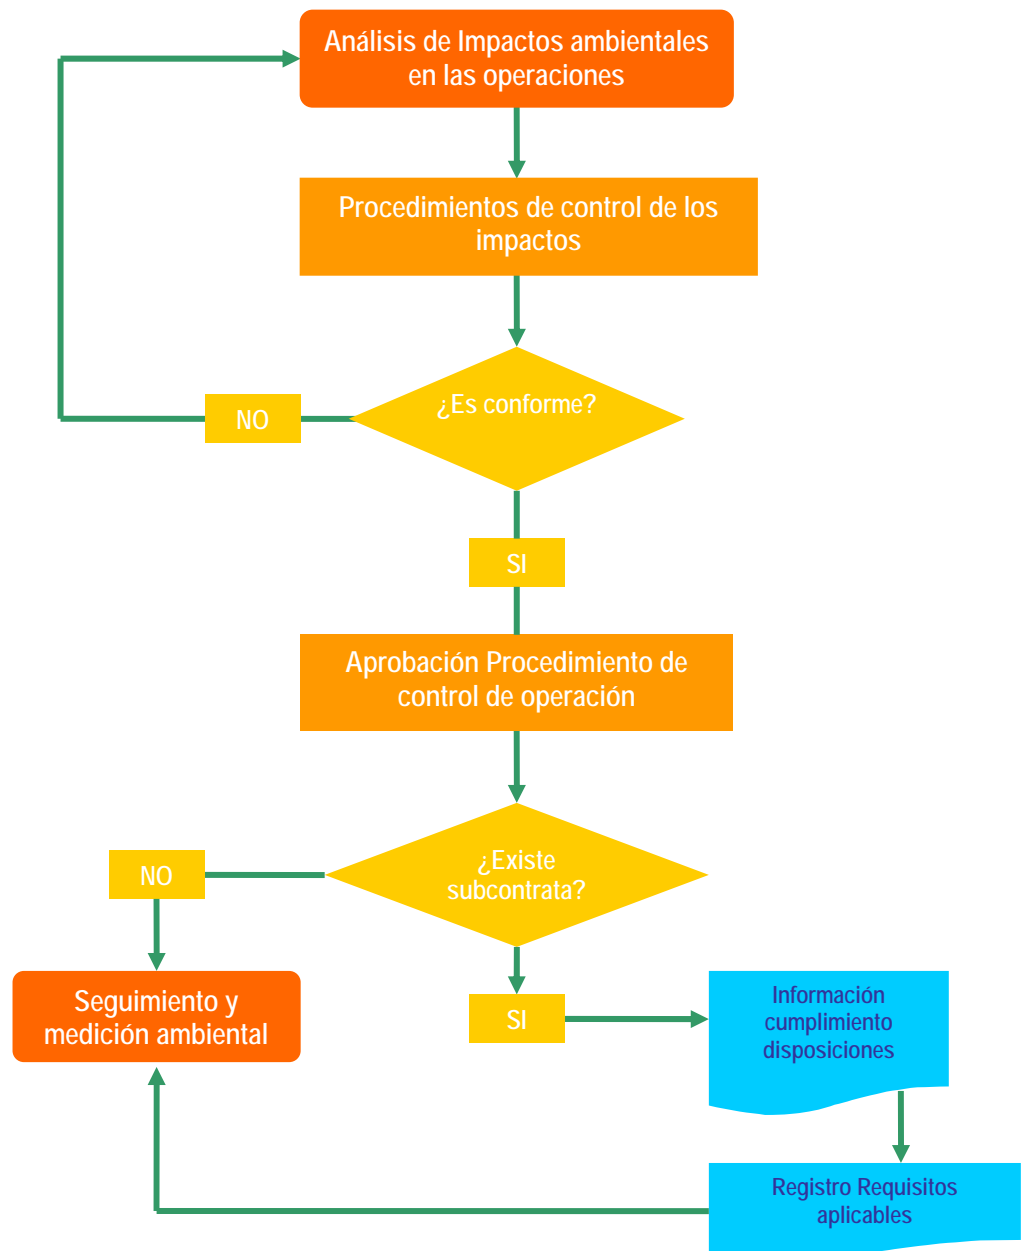 Análisis de Impactos ambientales
en las operaciones
Procedimientos de control de los
impactos
¿Es conforme?
NO
SI
Aprobación Procedimiento de
control de operación
¿Existe
subcontrata?
NO
SI
Seguimiento y
medición ambiental
Información
cumplimiento
disposiciones
Registro Requisitos
aplicables